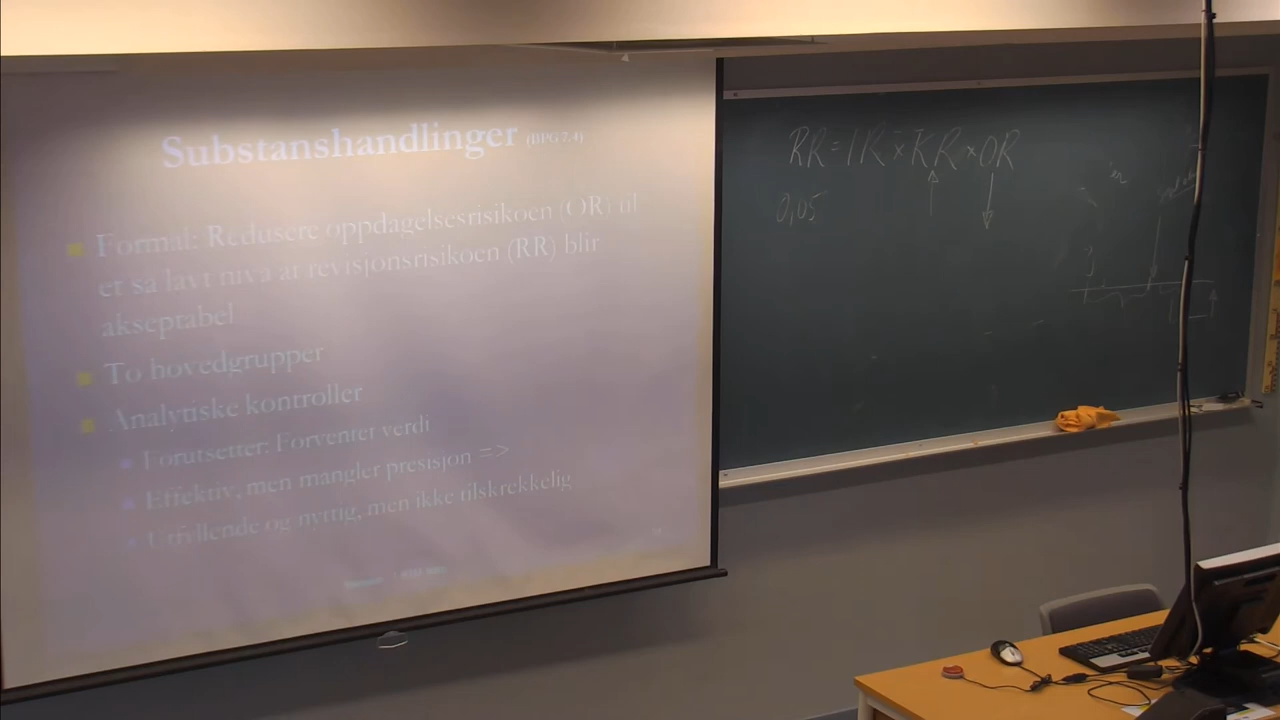 Substanshandlinger (BPG 7.4)
Formål: Redusere oppdagelsesrisikoen (OR) til
et så lavt nivå at revisjonsrisikoen (RR) blir
akseptabel
To hovedgrupper
Analytiske kontroller
Forutsetter: Forventet verdi
Effektiv, men mangler presisjon =>
Utfyllende og nyttig, men ikke tilstrekkelig
RR = IR × KR × OR
0,05